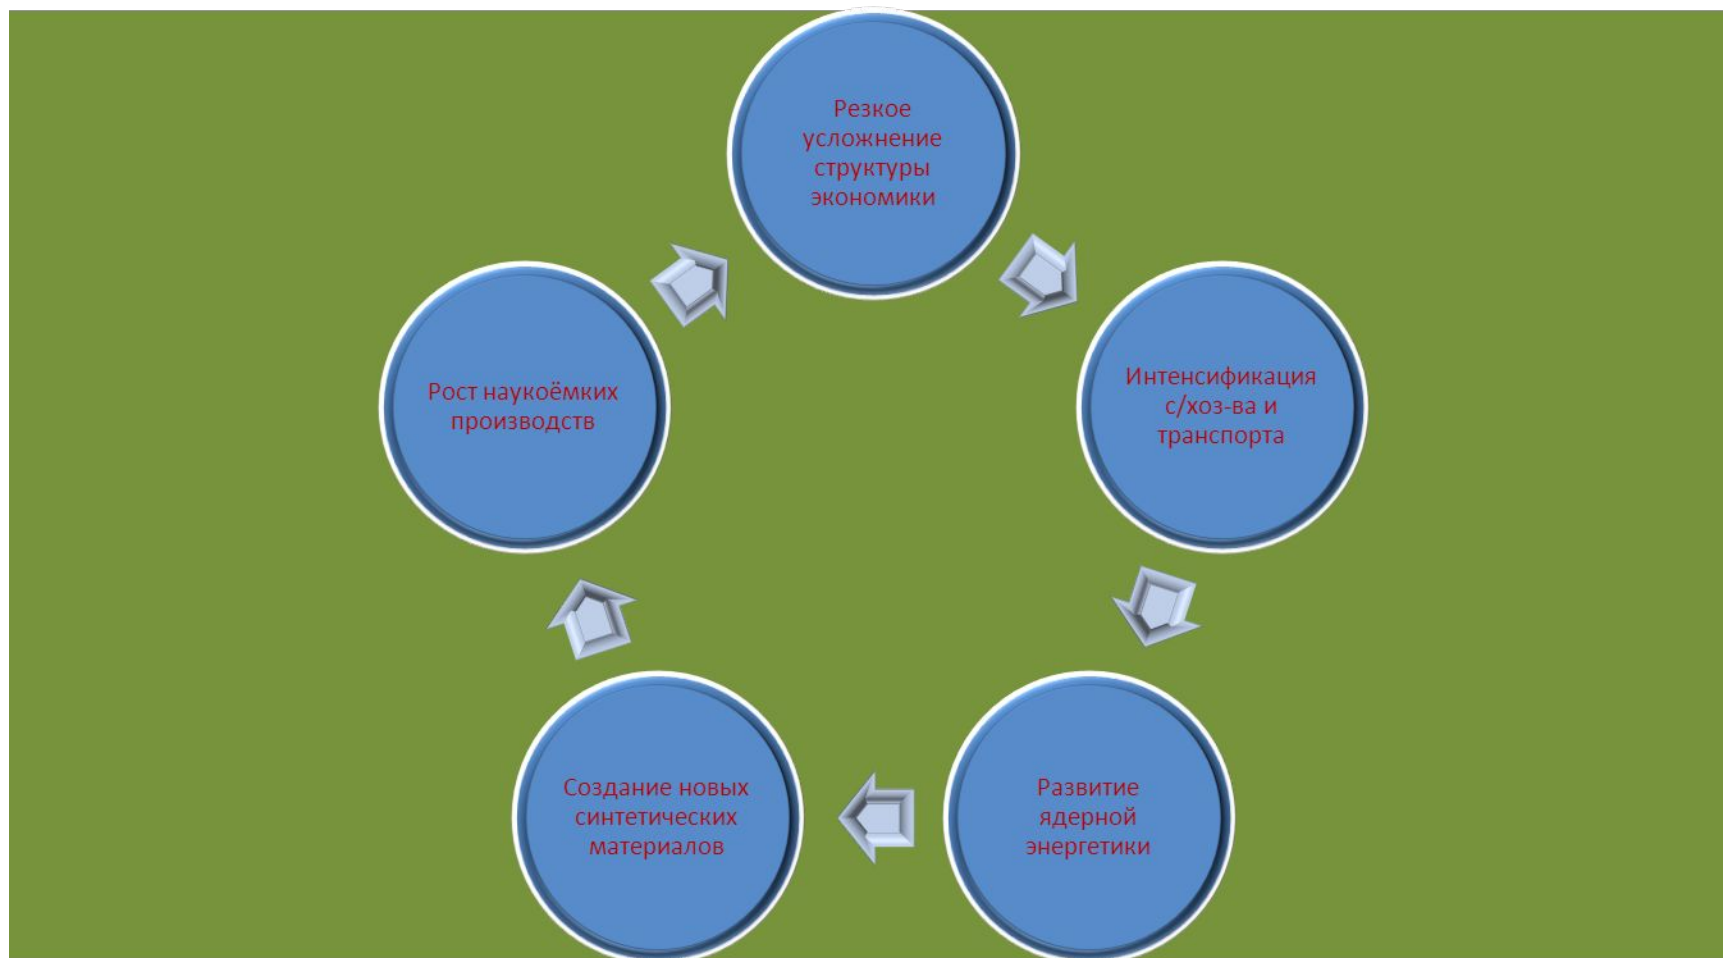 Резкое
усложнение
структуры
экономики
Интенсификация
с/хоз-ва и
транспорта
Развитие
ядерной
энергетики
Создание новых
синтетических
материалов
Рост наукоёмких
производств